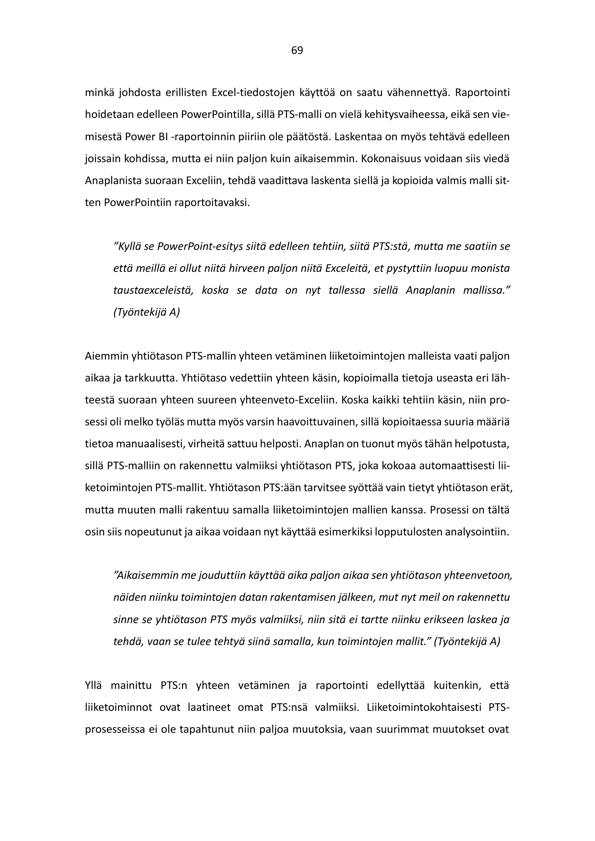 69
minkä johdosta erillisten Excel-tiedostojen käyttöä on saatu vähennettyä. Raportointi
hoidetaan edelleen PowerPointilla, sillä PTS-malli on vielä kehitysvaiheessa, eikä sen vie-
misestä Power BI -raportoinnin piiriin ole päätöstä. Laskentaa on myös tehtävä edelleen
joissain kohdissa, mutta ei niin paljon kuin aikaisemmin. Kokonaisuus voidaan siis viedä
Anaplanista suoraan Exceliin, tehdä vaadittava laskenta siellä ja kopioida valmis malli sit-
ten PowerPointiin raportoitavaksi.
”Kyllä se PowerPoint-esitys siitä edelleen tehtiin, siitä PTS:stä, mutta me saatiin se
että meillä ei ollut niitä hirveen paljon niitä Exceleitä, et pystyttiin luopuu monista
taustaexceleistä, koska se data on nyt tallessa siellä Anaplanin mallissa.”
(Työntekijä A)
Aiemmin yhtiötason PTS-mallin yhteen vetäminen liiketoimintojen malleista vaati paljon
aikaa ja tarkkuutta. Yhtiötaso vedettiin yhteen käsin, kopioimalla tietoja useasta eri läh-
teestä suoraan yhteen suureen yhteenveto-Exceliin. Koska kaikki tehtiin käsin, niin pro-
sessi oli melko työläs mutta myös varsin haavoittuvainen, sillä kopioitaessa suuria määriä
tietoa manuaalisesti, virheitä sattuu helposti. Anaplan on tuonut myös tähän helpotusta,
sillä PTS-malliin on rakennettu valmiiksi yhtiötason PTS, joka kokoaa automaattisesti lii-
ketoimintojen PTS-mallit. Yhtiötason PTS:ään tarvitsee syöttää vain tietyt yhtiötason erät,
mutta muuten malli rakentuu samalla liiketoimintojen mallien kanssa. Prosessi on tältä
osin siis nopeutunut ja aikaa voidaan nyt käyttää esimerkiksi lopputulosten analysointiin.
”Aikaisemmin me jouduttiin käyttää aika paljon aikaa sen yhtiötason yhteenvetoon,
näiden niinku toimintojen datan rakentamisen jälkeen, mut nyt meil on rakennettu
sinne se yhtiötason PTS myös valmiiksi, niin sitä ei tartte niinku erikseen laskea ja
tehdä, vaan se tulee tehtyä siinä samalla, kun toimintojen mallit.” (Työntekijä A)
Yllä mainittu PTS:n yhteen vetäminen ja raportointi edellyttää kuitenkin, että
liiketoiminnot ovat laatineet omat PTS:nsä valmiiksi. Liiketoimintokohtaisesti PTS-
prosesseissa ei ole tapahtunut niin paljoa muutoksia, vaan suurimmat muutokset ovat